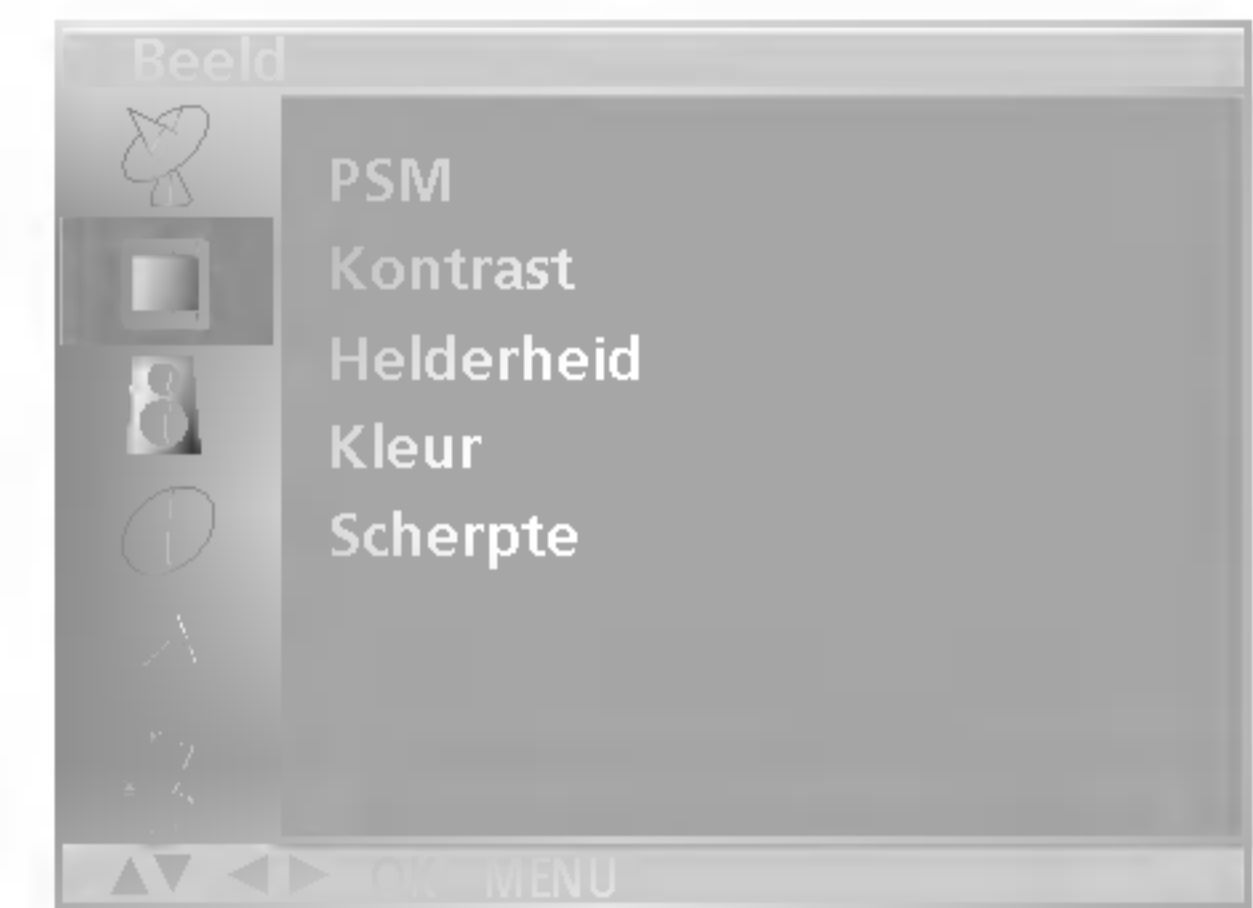 Beeld
PSM
Kontrast
Helderheid
Kleur
Scherpte
▲▼ ◀▶ OK MENU